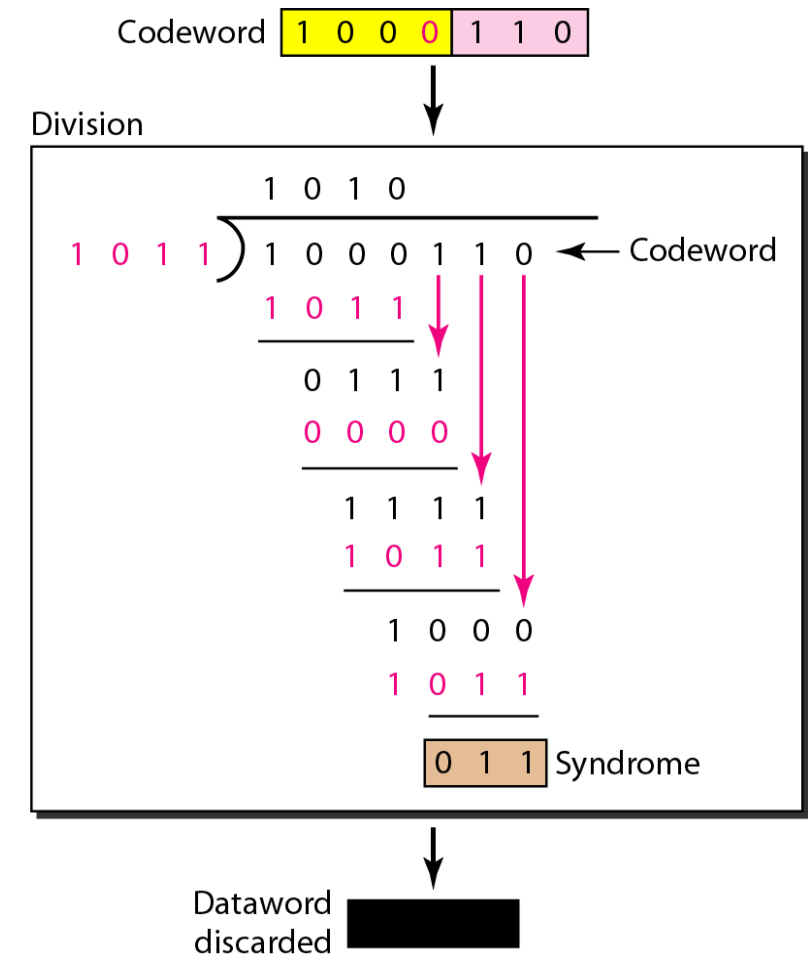 Codeword 1 0 0 0 1 1 0
Division
1 0 1 0
1 0 1 1 1 0 0 0 1 1 0 Codeword
1 0 1 1
0 1 1 1
0 0 0 0
1 1 1 1
1 0 1 1
1 0 0 0
1 0 1 1
0 1 1 Syndrome
Dataword
discarded